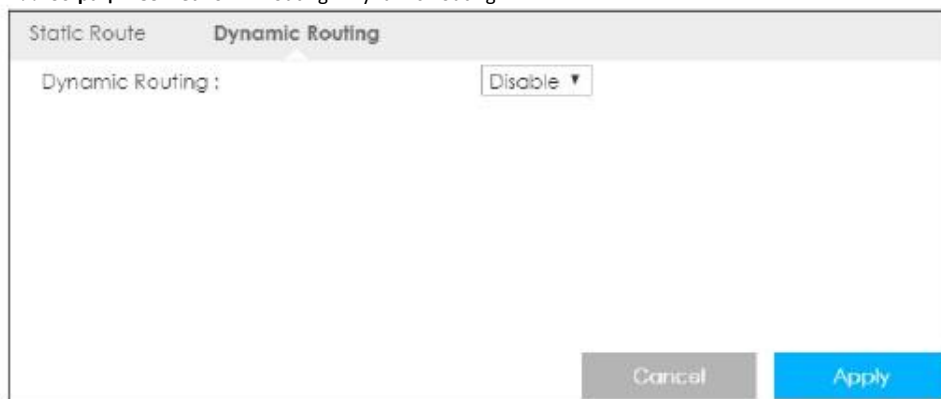 Static Route Dynamic Routing
Dynamic Routing :
Disable
Cancel Apply